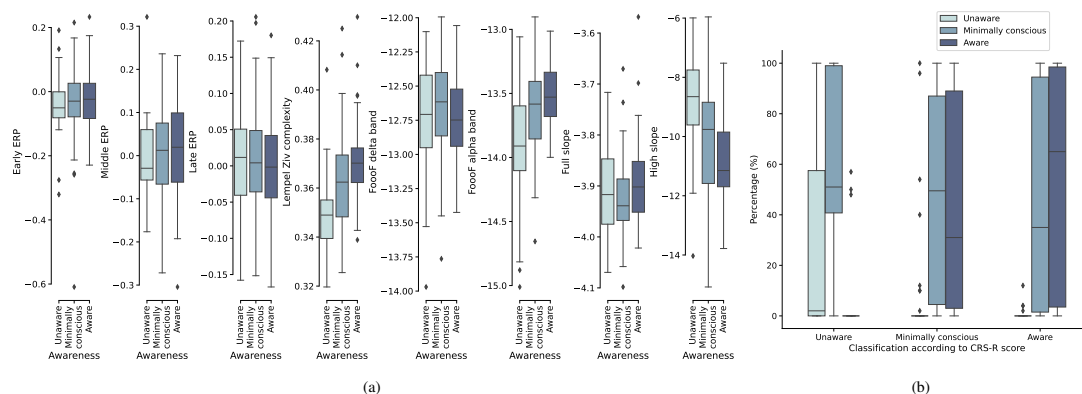 Early ERP
0.2
0.0
−0.2
−0.4
−0.6
Unaware
Minimally
conscious
Aware
Awareness
Middle ERP
0.3
0.2
0.1
0.0
−0.1
−0.2
−0.3
Unaware
Minimally
conscious
Aware
Awareness
Late ERP
0.20
0.15
0.10
0.05
0.00
−0.05
−0.10
−0.15
Unaware
Minimally
conscious
Aware
Awareness
Lempel Ziv complexity
0.42
0.40
0.38
0.36
0.34
0.32
Unaware
Minimally
conscious
Aware
Awareness
FoooF delta band
−12.00
−12.25
−12.50
−12.75
−13.00
−13.25
−13.50
−13.75
−14.00
Unaware
Minimally
conscious
Aware
Awareness
FoooF alpha band
−13.0
−13.5
−14.0
−14.5
−15.0
Unaware
Minimally
conscious
Aware
Awareness
Full slope
−3.6
−3.7
−3.8
−3.9
−4.0
−4.1
Unaware
Minimally
conscious
Aware
Awareness
High slope
−6
−8
−10
−12
−14
Unaware
Minimally
conscious
Aware
Awareness
(a)
Unaware
Minimally conscious
Aware
Percentage (%)
100
80
60
40
20
0
Unaware
Minimally conscious
Aware
Classification according to CRS-R score
(b)